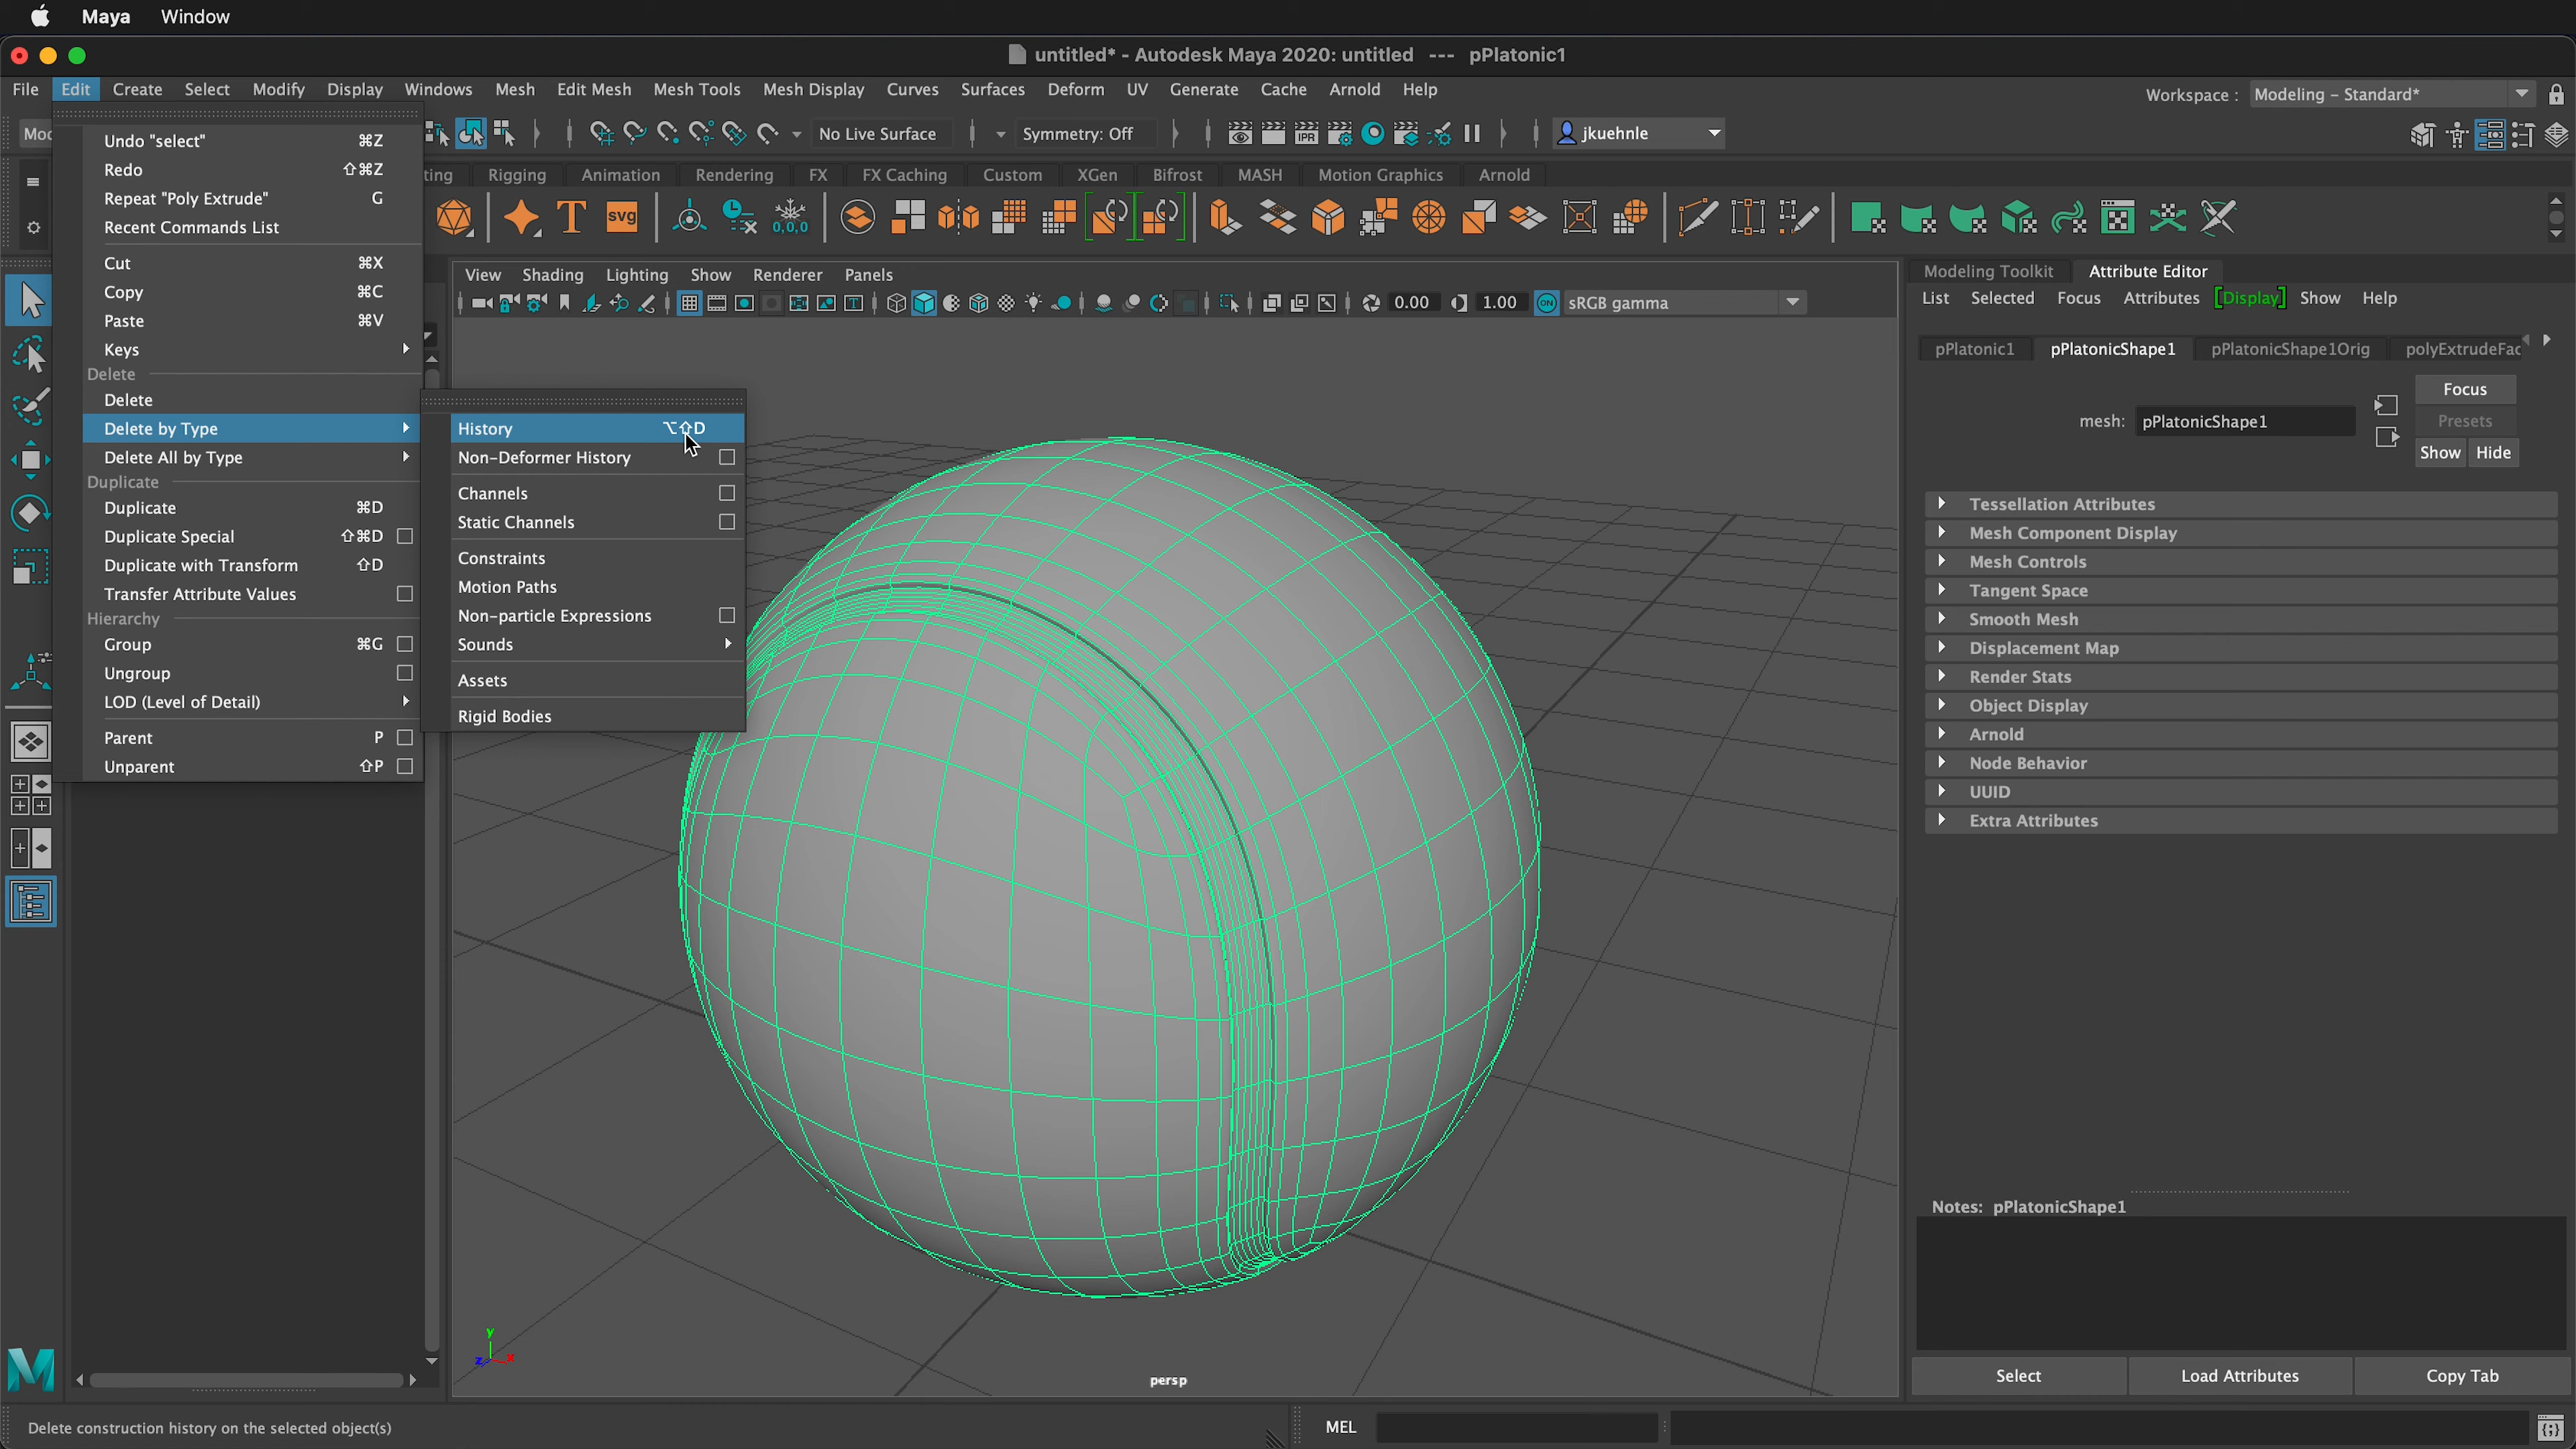 Maya Window
untitled* - Autodesk Maya 2020: untitled --- pPlatonic1
File Edit Create Select Modify Display Windows Mesh Edit Mesh Mesh Tools Mesh Display Curves Surfaces Deform UV Generate Cache Arnold Help
Workspace : Modeling - Standard*
No Live Surface Symmetry: Off IPR jkuehnle
Rigging Animation Rendering FX FX Caching Custom XGen Bifrost MASH Motion Graphics Arnold
T svg 0,0,0
Undo "select" ⌘Z
Redo ⇧⌘Z
Repeat "Poly Extrude" G
Recent Commands List
Cut ⌘X
Copy ⌘C
Paste ⌘V
Keys
Delete
Delete
Delete by Type
Delete All by Type
Duplicate
Duplicate ⌘D
Duplicate Special ⇧⌘D
Duplicate with Transform ⇧D
Transfer Attribute Values
Hierarchy
Group ⌘G
Ungroup
LOD (Level of Detail)
Parent P
Unparent ⇧P
History ⌥⇧D
Non-Deformer History
Channels
Static Channels
Constraints
Motion Paths
Non-particle Expressions
Sounds
Assets
Rigid Bodies
View Shading Lighting Show Renderer Panels
0.00 1.00 ON sRGB gamma
y
z x
persp
Modeling Toolkit Attribute Editor
List Selected Focus Attributes [Display] Show Help
pPlatonic1 pPlatonicShape1 pPlatonicShape1Orig polyExtrudeFac
mesh: pPlatonicShape1
Focus
Presets
Show Hide
Tessellation Attributes
Mesh Component Display
Mesh Controls
Tangent Space
Smooth Mesh
Displacement Map
Render Stats
Object Display
Arnold
Node Behavior
UUID
Extra Attributes
Notes: pPlatonicShape1
Select Load Attributes Copy Tab
Delete construction history on the selected object(s)
MEL